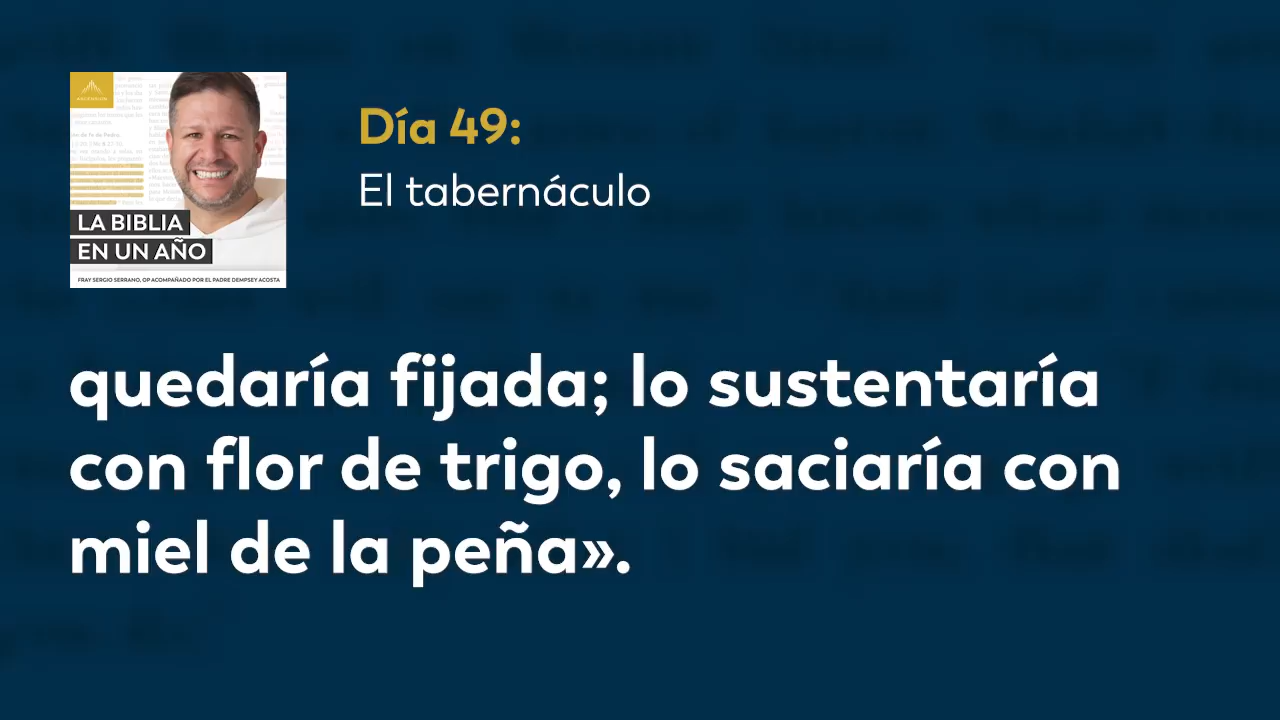 LA BIBLIA
EN UN AÑO
FRAY SERGIO SERRANO, OP ACOMPAÑADO POR EL PADRE DEMPSEY ACOSTA
Día 49:
El tabernáculo
quedaría fijada; lo sustentaría
con flor de trigo, lo saciaría con
miel de la peña».